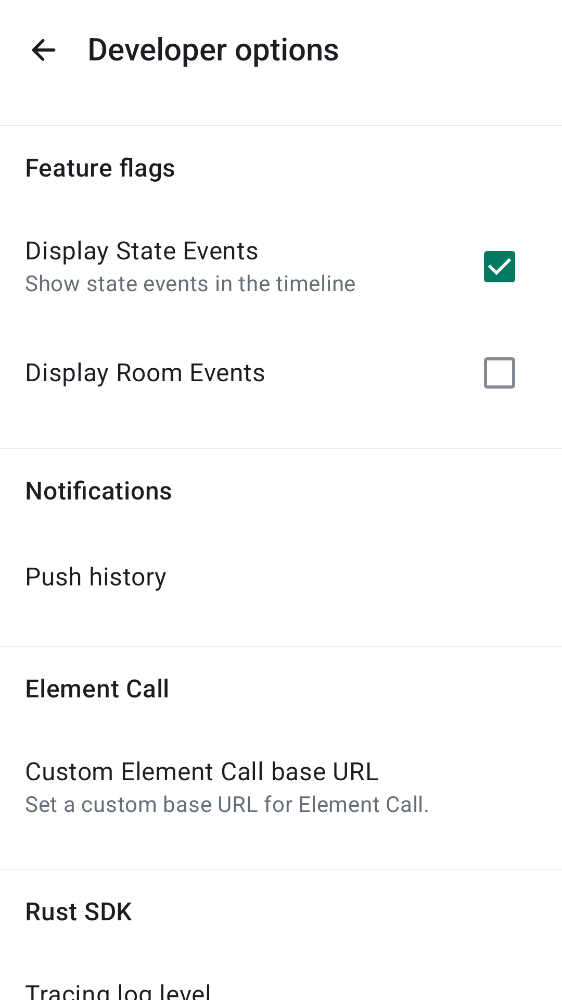 Developer options
Feature flags
Display State Events
Show state events in the timeline
Display Room Events
Notifications
Push history
Element Call
Custom Element Call base URL
Set a custom base URL for Element Call.
Rust SDK
Tracing log level